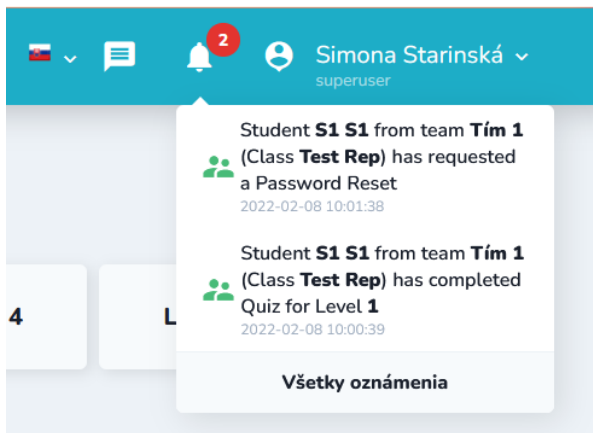 2
Simona Starinská
superuser
Student S1 S1 from team Tím 1
(Class Test Rep) has requested
a Password Reset
2022-02-08 10:01:38
Student S1 S1 from team Tím 1
(Class Test Rep) has completed
Quiz for Level 1
2022-02-08 10:00:39
4
L
Všetky oznámenia